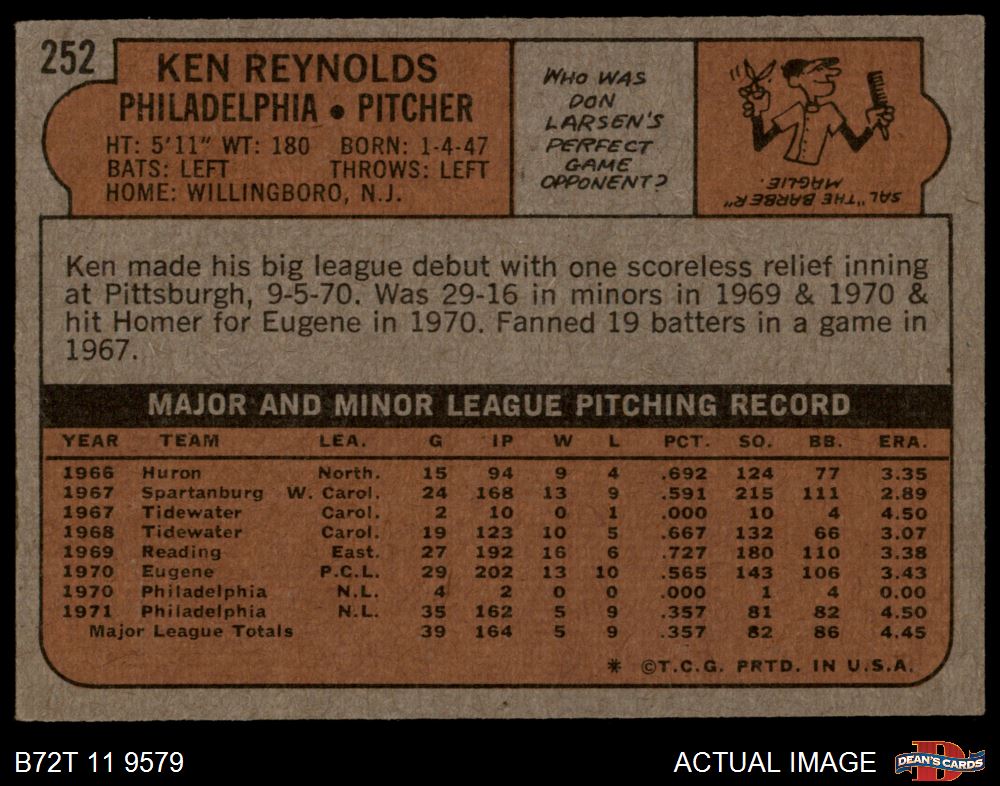 252
KEN REYNOLDS
PHILADELPHIA • PITCHER
HT: 5'11" WT: 180 BORN: 1-4-47
BATS: LEFT THROWS: LEFT
HOME: WILLINGBORO, N.J.
WHO WAS
DON
LARSEN'S
PERFECT
GAME
OPPONENT?
SAL "THE BARBER"
MAGLIE.
Ken made his big league debut with one scoreless relief inning
at Pittsburgh, 9-5-70. Was 29-16 in minors in 1969 & 1970 &
hit Homer for Eugene in 1970. Fanned 19 batters in a game in
1967.
MAJOR AND MINOR LEAGUE PITCHING RECORD
YEAR TEAM LEA. G IP W L PCT. SO. BB. ERA.
1966 Huron North. 15 94 9 4 .692 124 77 3.35
1967 Spartanburg W. Carol. 24 168 13 9 .591 215 111 2.89
1967 Tidewater Carol. 2 10 0 1 .000 10 4 4.50
1968 Tidewater Carol. 19 123 10 5 .667 132 66 3.07
1969 Reading East. 27 192 16 6 .727 180 110 3.38
1970 Eugene P.C.L. 29 202 13 10 .565 143 106 3.43
1970 Philadelphia N.L. 4 2 0 0 .000 1 4 0.00
1971 Philadelphia N.L. 35 162 5 9 .357 81 82 4.50
Major League Totals 39 164 5 9 .357 82 86 4.45
* ©T.C.G. PRTD. IN U.S.A.
B72T 11 9579
ACTUAL IMAGE
D
DEAN'S CARDS